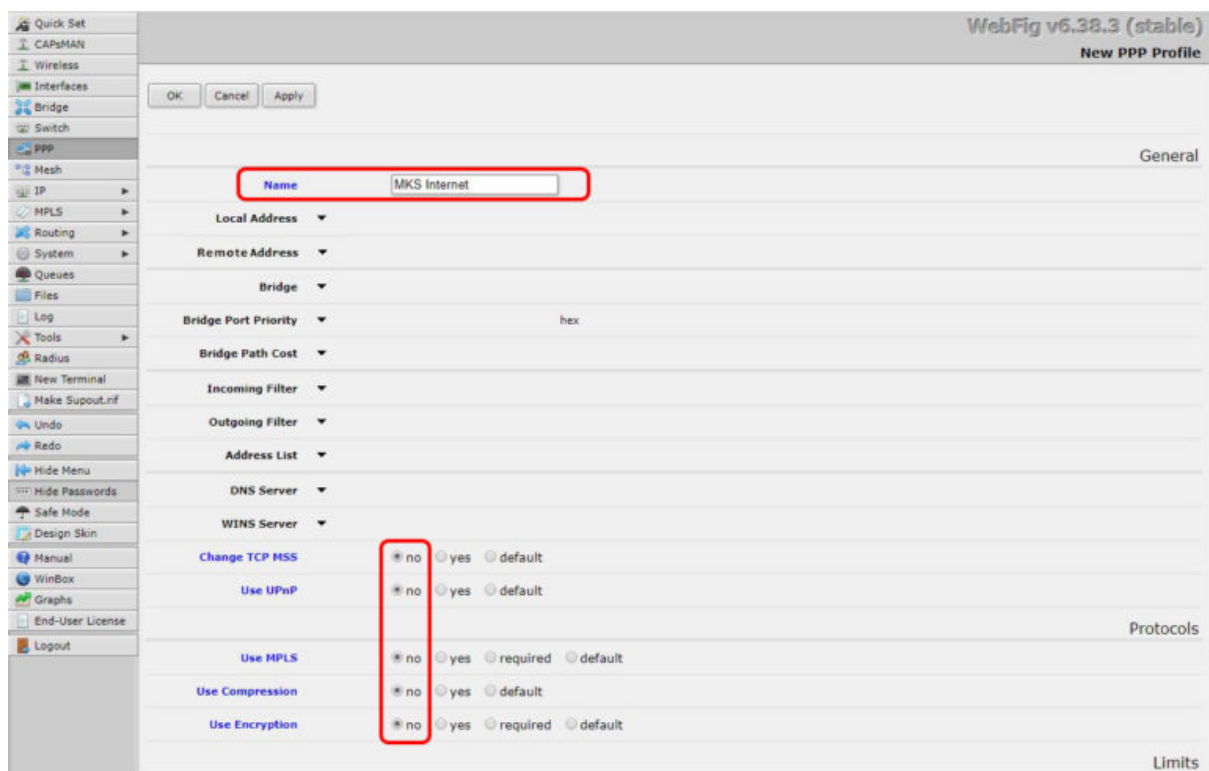 WebFig v6.38.3 (stable)
New PPP Profile
Quick Set
CAPsMAN
Wireless
Interfaces
Bridge
Switch
PPP
Mesh
IP
MPLS
Routing
System
Queues
Files
Log
Tools
Radius
New Terminal
Make Supout.rif
Undo
Redo
Hide Menu
Hide Passwords
Safe Mode
Design Skin
Manual
WinBox
Graphs
End-User License
Logout
OK Cancel Apply
General
Name MKS Internet
Local Address
Remote Address
Bridge
Bridge Port Priority hex
Bridge Path Cost
Incoming Filter
Outgoing Filter
Address List
DNS Server
WINS Server
Change TCP MSS no yes default
Use UPnP no yes default
Protocols
Use MPLS no yes required default
Use Compression no yes default
Use Encryption no yes required default
Limits